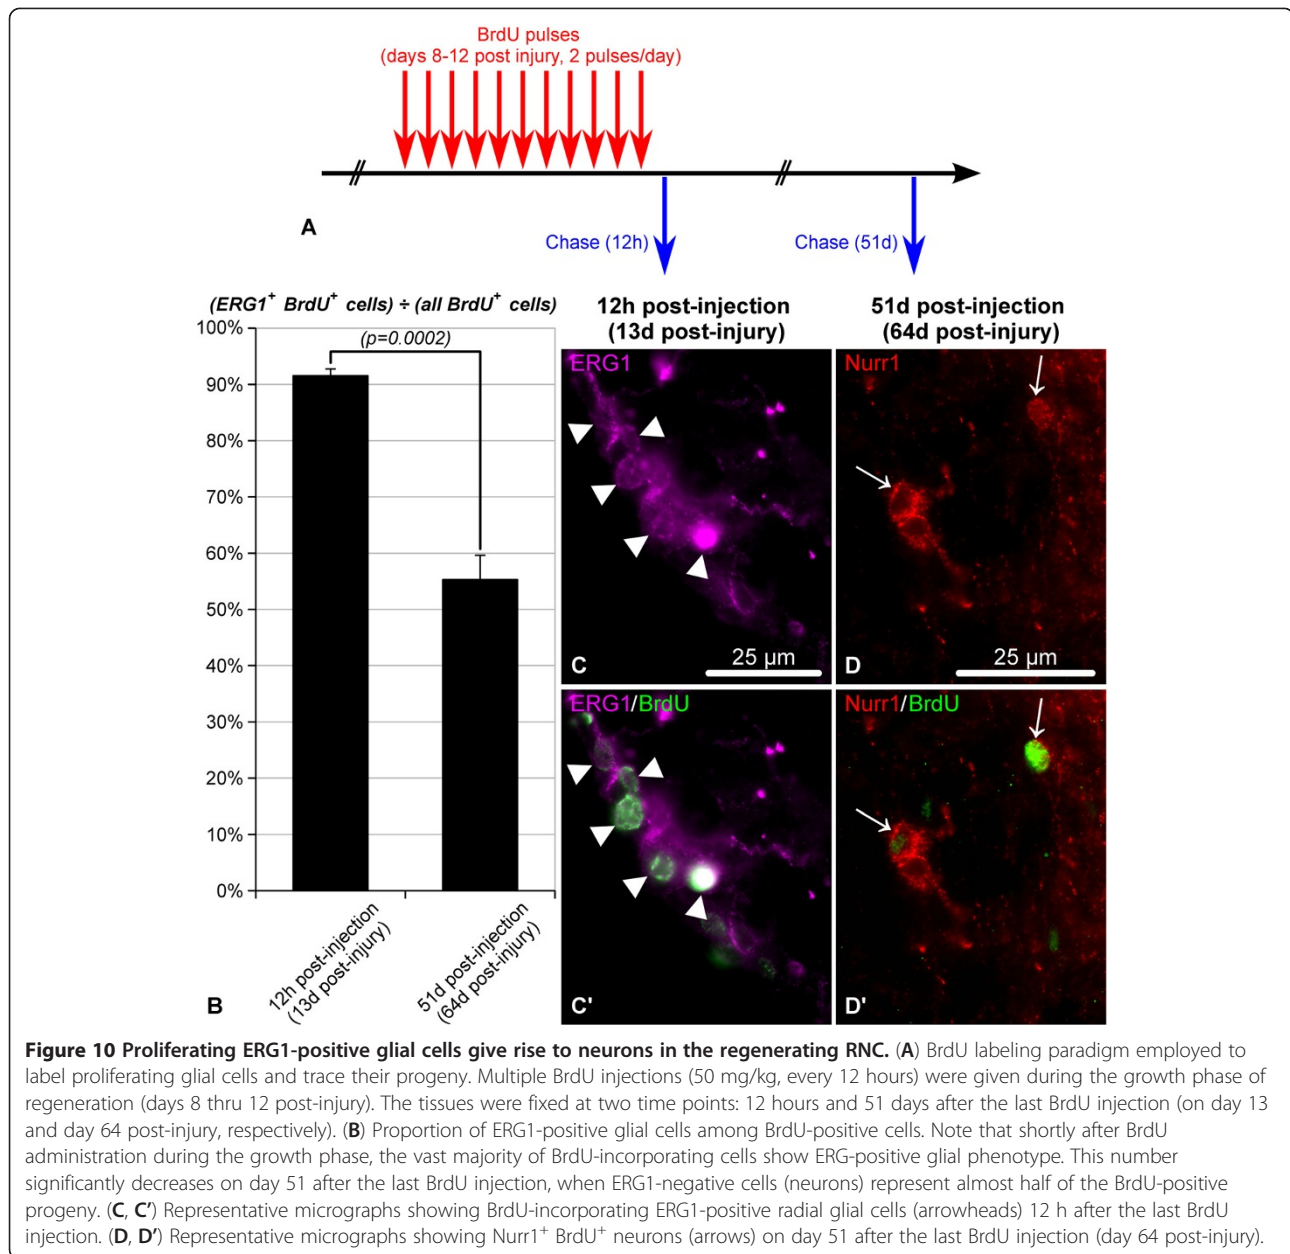 BrdU pulses
(days 8-12 post injury, 2 pulses/day)
A
Chase (12h)
Chase (51d)
(ERG1+ BrdU+ cells) ÷ (all BrdU+ cells)
100%
90%
80%
70%
60%
50%
40%
30%
20%
10%
0%
(p=0.0002)
12h post-injection
(13d post-injury)
51d post-injection
(64d post-injury)
B
12h post-injection
(13d post-injury)
51d post-injection
(64d post-injury)
ERG1
Nurr1
C
25 µm
D
25 µm
ERG1/BrdU
Nurr1/BrdU
C'
D'
Figure 10 Proliferating ERG1-positive glial cells give rise to neurons in the regenerating RNC. (A) BrdU labeling paradigm employed to
label proliferating glial cells and trace their progeny. Multiple BrdU injections (50 mg/kg, every 12 hours) were given during the growth phase of
regeneration (days 8 thru 12 post-injury). The tissues were fixed at two time points: 12 hours and 51 days after the last BrdU injection (on day 13
and day 64 post-injury, respectively). (B) Proportion of ERG1-positive glial cells among BrdU-positive cells. Note that shortly after BrdU
administration during the growth phase, the vast majority of BrdU-incorporating cells show ERG-positive glial phenotype. This number
significantly decreases on day 51 after the last BrdU injection, when ERG1-negative cells (neurons) represent almost half of the BrdU-positive
progeny. (C, C′) Representative micrographs showing BrdU-incorporating ERG1-positive radial glial cells (arrowheads) 12 h after the last BrdU
injection. (D, D′) Representative micrographs showing Nurr1+ BrdU+ neurons (arrows) on day 51 after the last BrdU injection (day 64 post-injury).